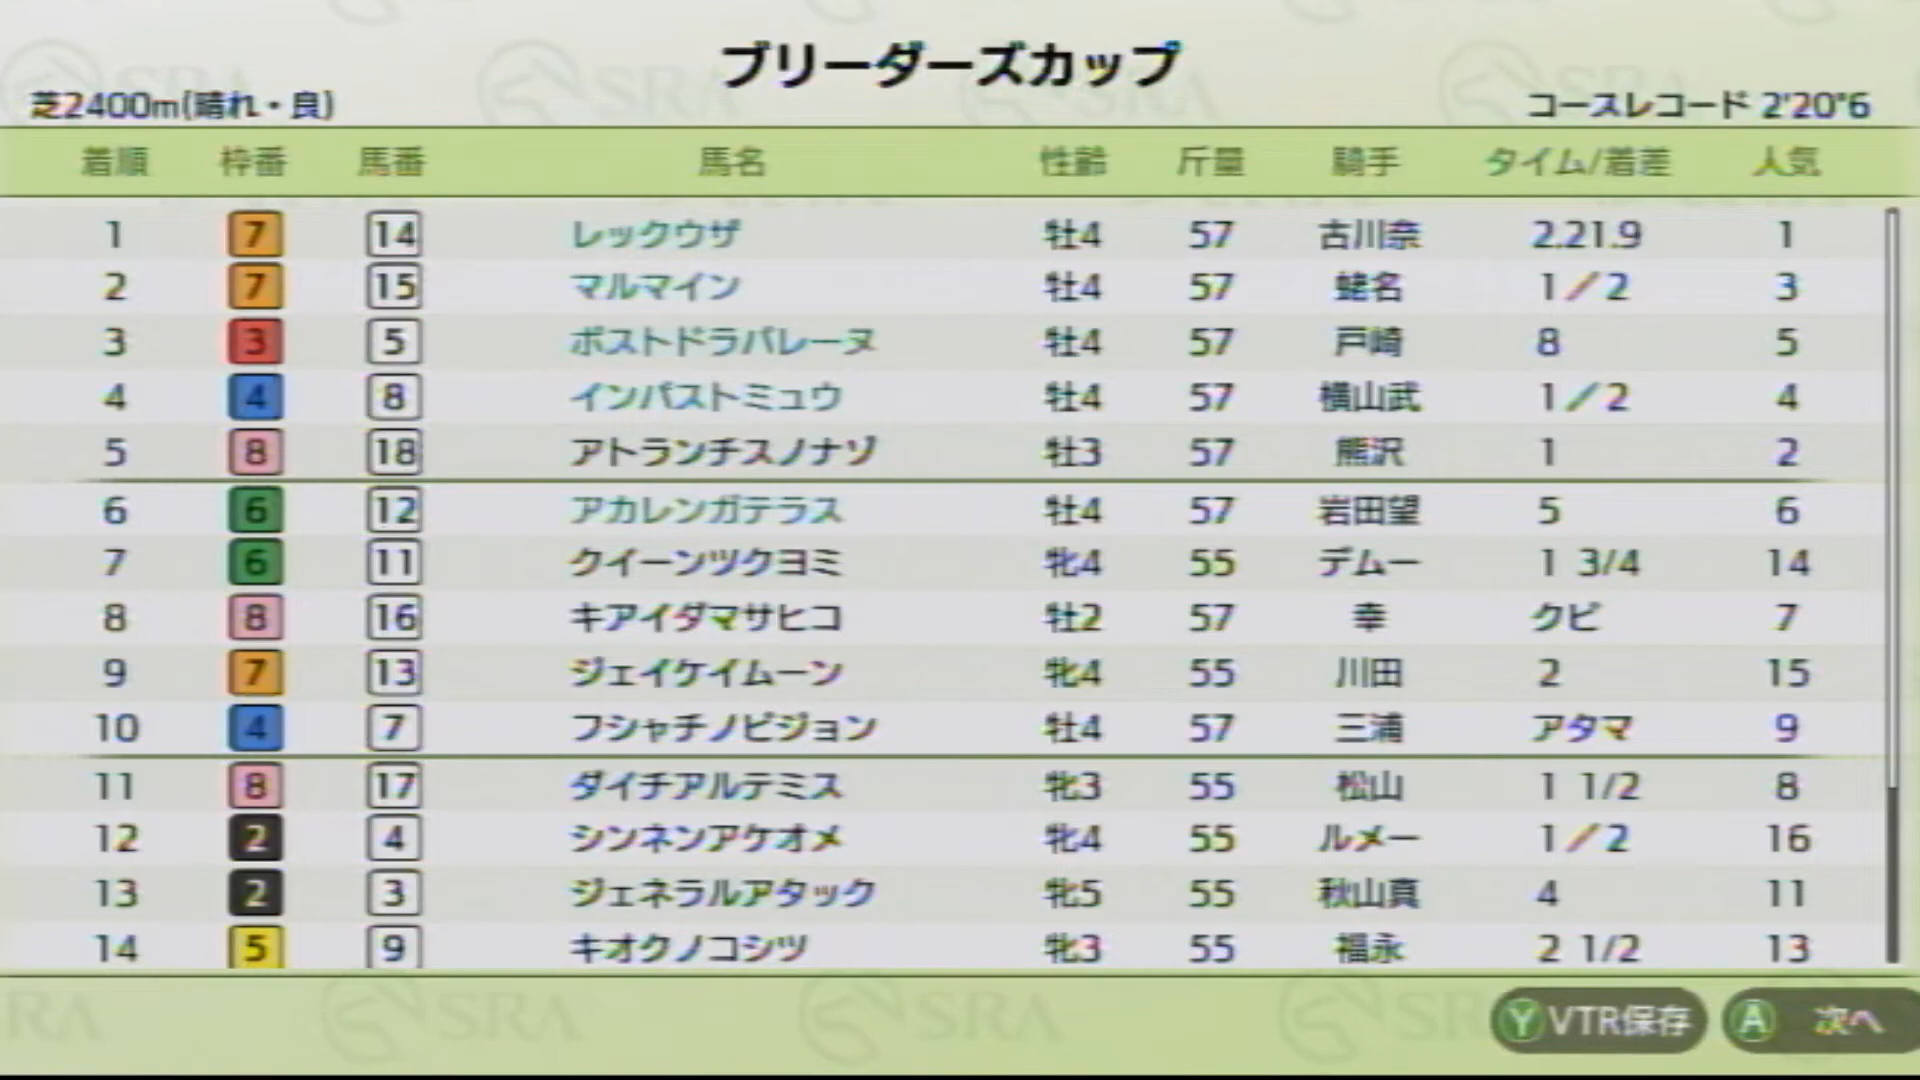 ブリーダーズカップ
芝2400m(晴れ・良)
コースレコード 2'20"6
着順 枠番 馬番 馬名 性齢 斤量 騎手 タイム/着差 人気
1 7 14 レックウザ 牡4 57 古川奈 2.21.9 1
2 7 15 マルマイン 牡4 57 蛯名 1/2 3
3 3 5 ポストドラバレーヌ 牡4 57 戸崎 8 5
4 4 8 インパストミュウ 牡4 57 横山武 1/2 4
5 8 18 アトランチスノナゾ 牡3 57 熊沢 1 2
6 6 12 アカレンガテラス 牡4 57 岩田望 5 6
7 6 11 クイーンツクヨミ 牝4 55 デムー 1 3/4 14
8 8 16 キアイダマサヒコ 牡2 57 幸 クビ 7
9 7 13 ジェイケイムーン 牝4 55 川田 2 15
10 4 7 フシャチノビジョン 牡4 57 三浦 アタマ 9
11 8 17 ダイチアルテミス 牝3 55 松山 1 1/2 8
12 2 4 シンネンアケオメ 牝4 55 ルメー 1/2 16
13 2 3 ジェネラルアタック 牝5 55 秋山真 4 11
14 5 9 キオクノコシツ 牝3 55 福永 2 1/2 13
SRA
Y VTR保存 A 次へ